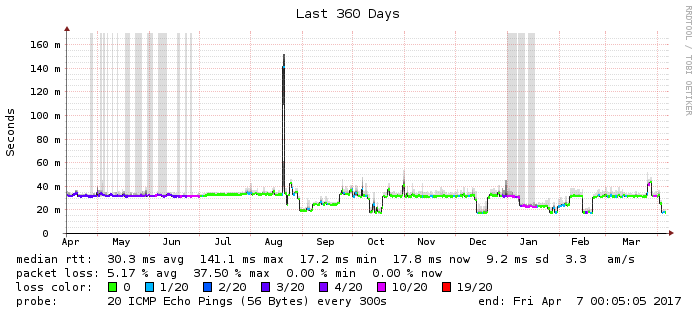 Last 360 Days
RRDTOOL / TOBI OETIKER
Seconds
160 m
140 m
120 m
100 m
80 m
60 m
40 m
20 m
0
Apr May Jun Jul Aug Sep Oct Nov Dec Jan Feb Mar
median rtt: 30.3 ms avg 141.1 ms max 17.2 ms min 17.8 ms now 9.2 ms sd 3.3 am/s
packet loss: 5.17 % avg 37.50 % max 0.00 % min 0.00 % now
loss color: 0 1/20 2/20 3/20 4/20 10/20 19/20
probe: 20 ICMP Echo Pings (56 Bytes) every 300s end: Fri Apr 7 00:05:05 2017